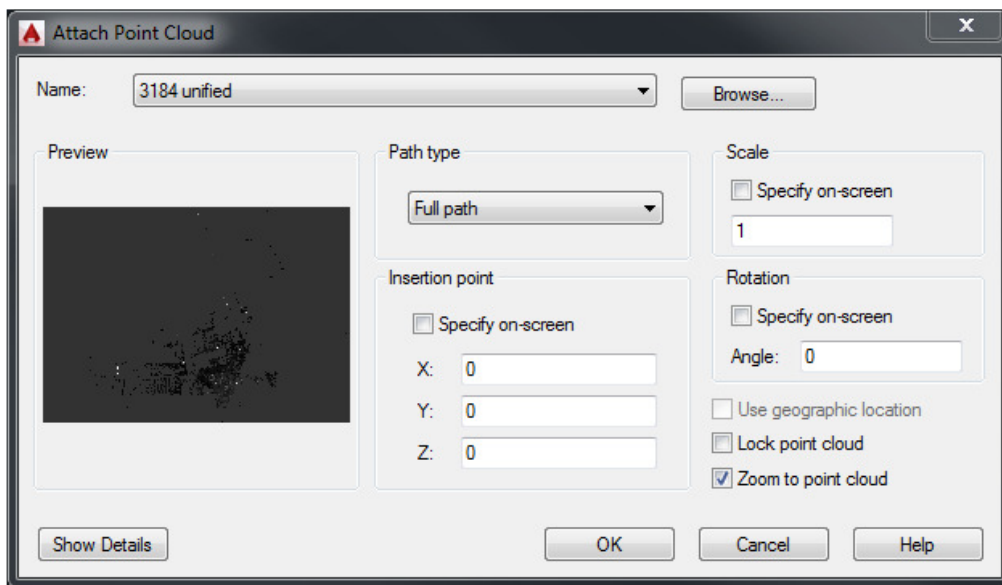 Attach Point Cloud
X
Name:
3184 unified
Browse...
Preview
Path type
Full path
Scale
Specify on-screen
1
Insertion point
Specify on-screen
X:
0
Y:
0
Z:
0
Rotation
Specify on-screen
Angle:
0
Use geographic location
Lock point cloud
Zoom to point cloud
Show Details
OK
Cancel
Help